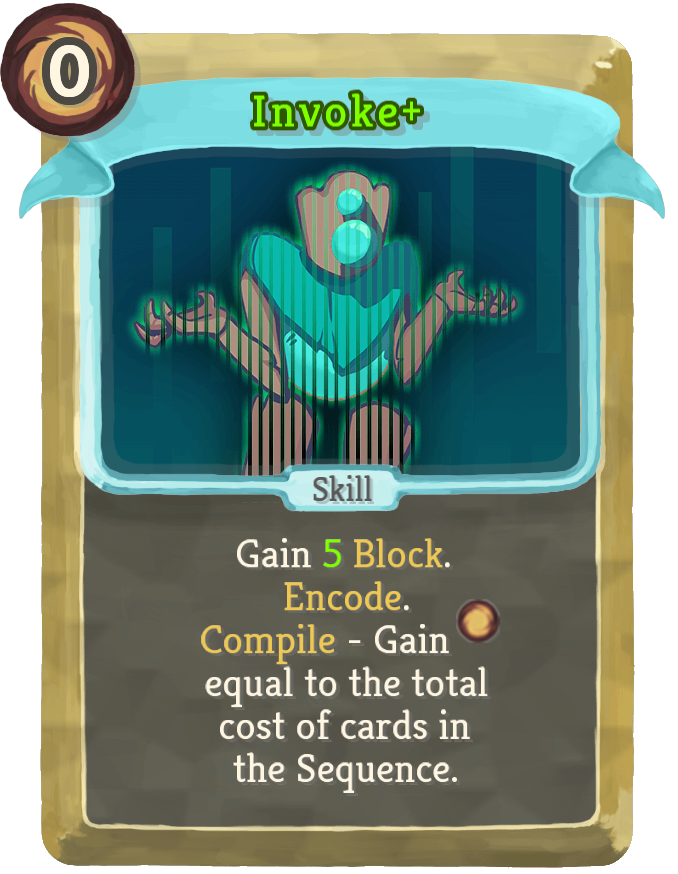 0
Invoke+
Skill
Gain 5 Block.
Encode.
Compile - Gain
equal to the total
cost of cards in
the Sequence.